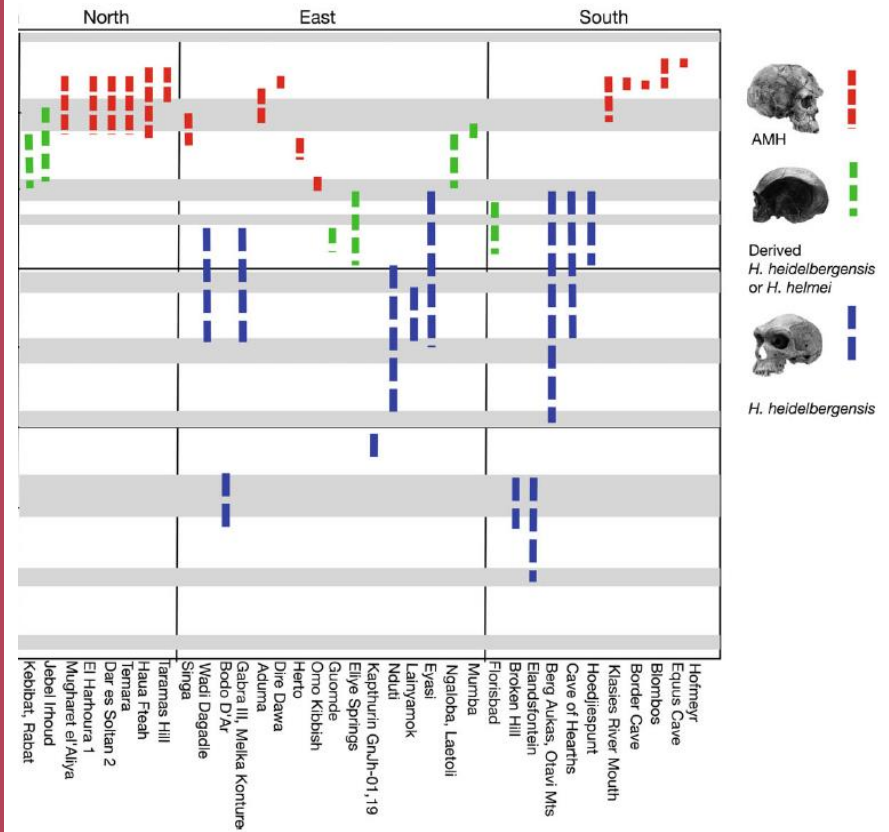 North
East
South
AMH
Derived
H. heidelbergensis
or H. helmei
H. heidelbergensis
Kebibat, Rabat
Jebel Irhoud
Mugharet el'Aliya
El Harhoura 1
Dar es Soltan 2
Temara
Haua Fteah
Taramas Hill
Singa
Wadi Dagadle
Bodo D'Ar
Gabra III, Melka Konture
Aduma
Dire Dawa
Herto
Omo Kibbish
Guomde
Eliye Springs
Kapthurin GnJh-01,19
Nduti
Lainyamok
Eyasi
Ngaloba, Laetoli
Mumba
Florisbad
Broken Hill
Elandsfontein
Berg Aukas, Otavi Mts
Cave of Hearths
Hoedjiespunt
Klasies River Mouth
Border Cave
Blombos
Equus Cave
Hofmeyr